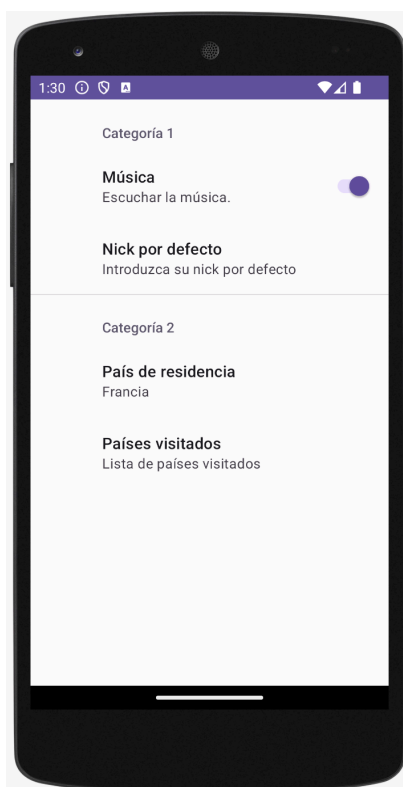 1:30
Categoría 1
Música
Escuchar la música.
Nick por defecto
Introduzca su nick por defecto
Categoría 2
País de residencia
Francia
Países visitados
Lista de países visitados